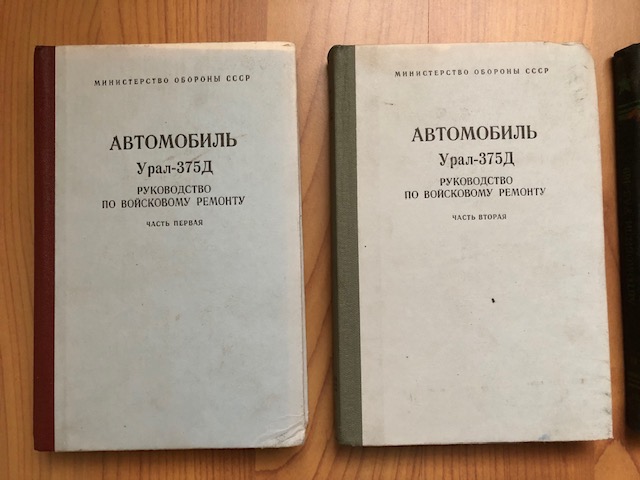 МИНИСТЕРСТВО ОБОРОНЫ СССР
АВТОМОБИЛЬ
Урал-375Д
РУКОВОДСТВО
ПО ВОЙСКОВОМУ РЕМОНТУ
ЧАСТЬ ПЕРВАЯ
МИНИСТЕРСТВО ОБОРОНЫ СССР
АВТОМОБИЛЬ
Урал-375Д
РУКОВОДСТВО
ПО ВОЙСКОВОМУ РЕМОНТУ
ЧАСТЬ ВТОРАЯ